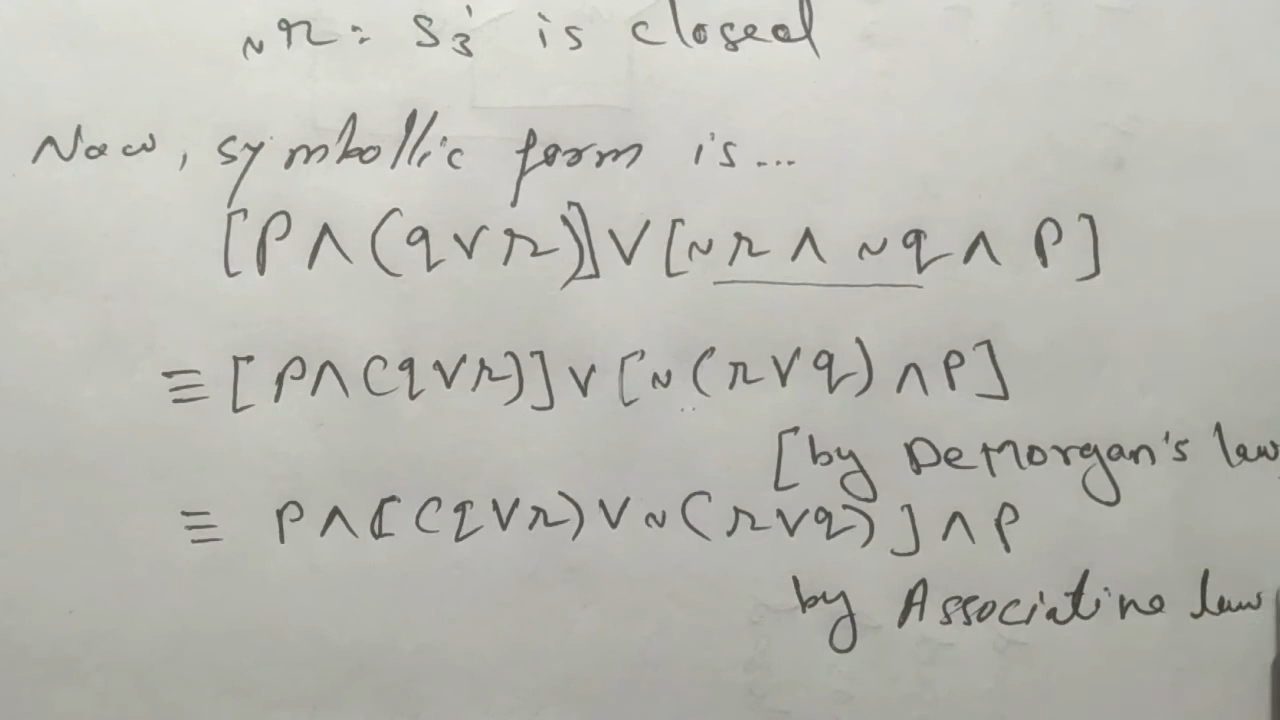 ~r: S₃' is closed
Now, symbollic form is...
[P∧(q∨r)]∨[~r∧~q∧P]
≡[P∧(q∨r)]∨[~(r∨q)∧P]
[by DeMorgan's law
≡ P∧[(q∨r)∨~(r∨q)]∧P
by Associative law